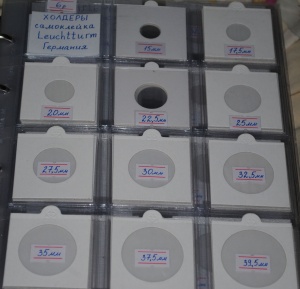 6р
ХОЛДЕРЫ
самоклейка
Leuchtturm
Германия
15мм
17,5мм
20мм
22,5мм
25мм
27,5мм
30мм
32,5мм
35мм
37,5мм
39,5мм